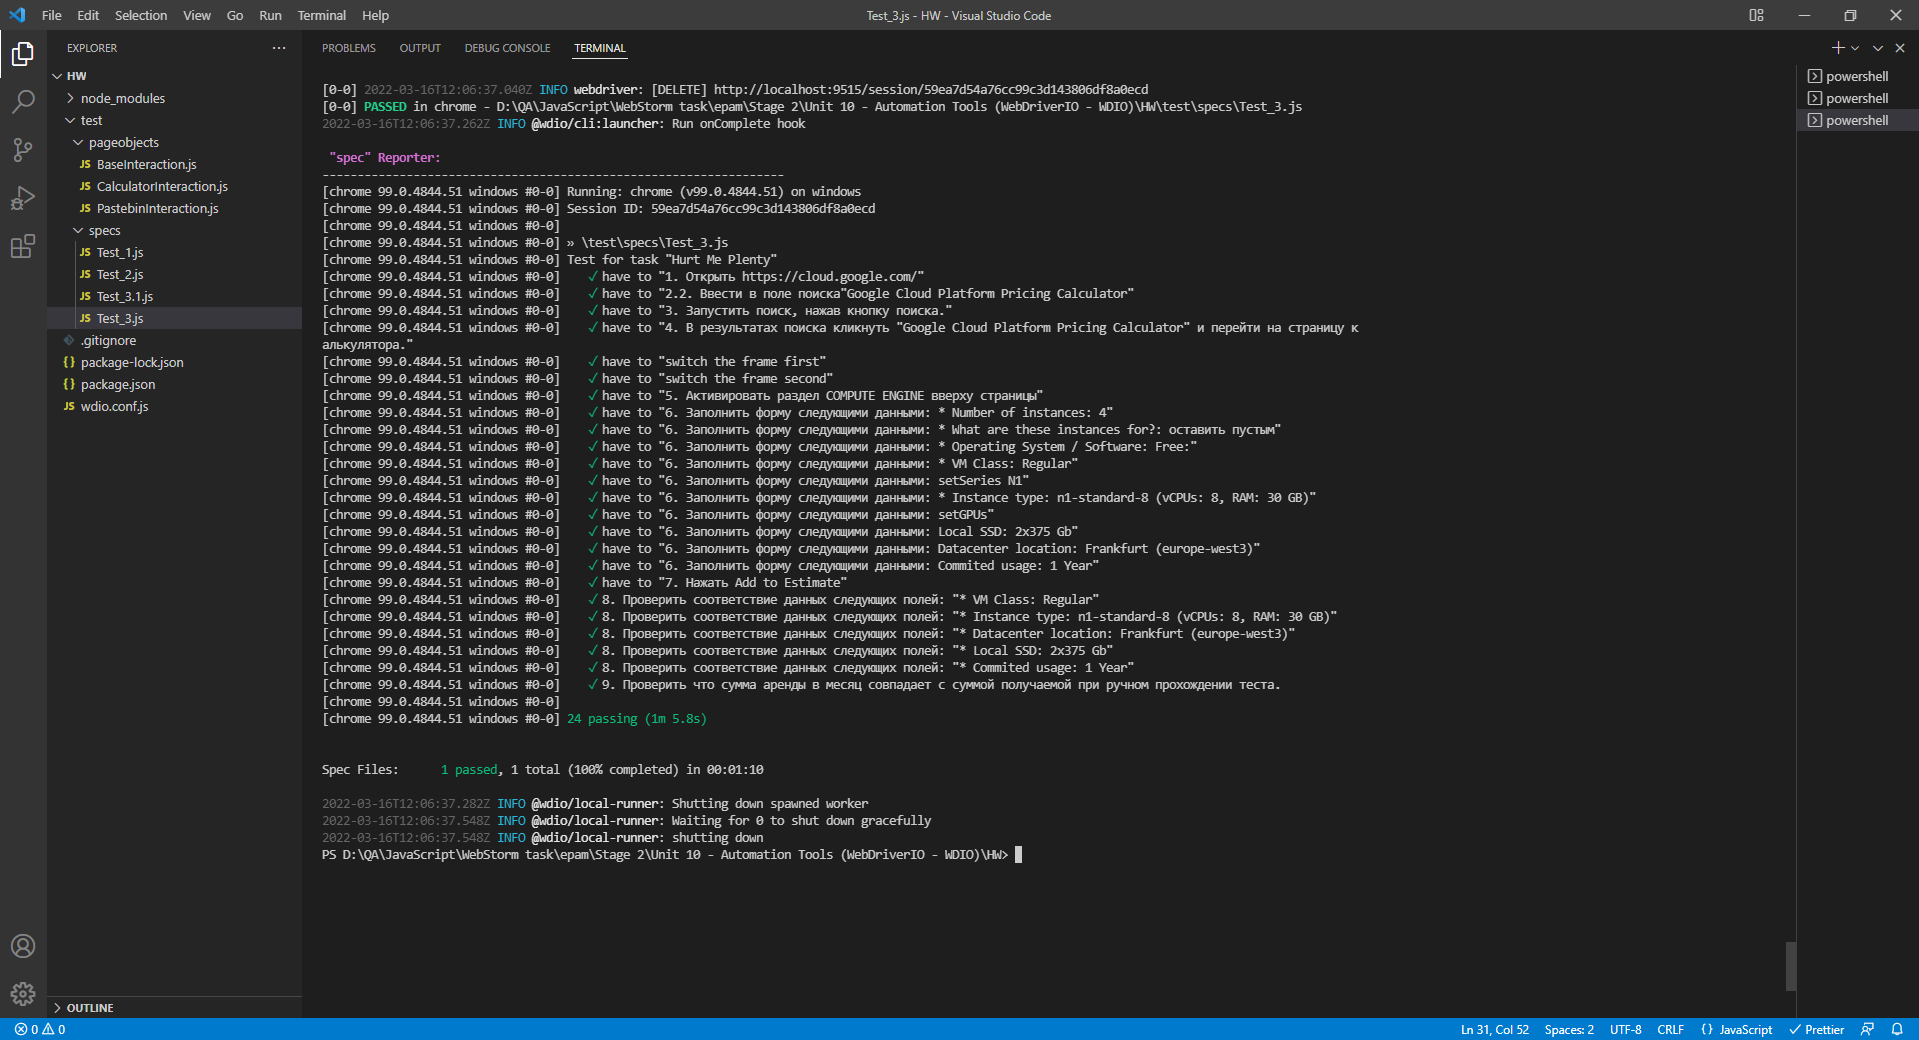 File Edit Selection View Go Run Terminal Help
Test_3.js - HW - Visual Studio Code
EXPLORER
HW
node_modules
test
pageobjects
JS BaseInteraction.js
JS CalculatorInteraction.js
JS PastebinInteraction.js
specs
JS Test_1.js
JS Test_2.js
JS Test_3.1.js
JS Test_3.js
.gitignore
{} package-lock.json
{} package.json
JS wdio.conf.js
OUTLINE
PROBLEMS OUTPUT DEBUG CONSOLE TERMINAL
[0-0] 2022-03-16T12:06:37.040Z INFO webdriver: [DELETE] http://localhost:9515/session/59ea7d54a76cc99c3d143806df8a0ecd
[0-0] PASSED in chrome - D:\QA\JavaScript\WebStorm task\epam\Stage 2\Unit 10 - Automation Tools (WebDriverIO - WDIO)\HW\test\specs\Test_3.js
2022-03-16T12:06:37.262Z INFO @wdio/cli:launcher: Run onComplete hook
"spec" Reporter:
------------------------------------------------------------------
[chrome 99.0.4844.51 windows #0-0] Running: chrome (v99.0.4844.51) on windows
[chrome 99.0.4844.51 windows #0-0] Session ID: 59ea7d54a76cc99c3d143806df8a0ecd
[chrome 99.0.4844.51 windows #0-0]
[chrome 99.0.4844.51 windows #0-0] » \test\specs\Test_3.js
[chrome 99.0.4844.51 windows #0-0] Test for task "Hurt Me Plenty"
[chrome 99.0.4844.51 windows #0-0] ✓ have to "1. Открыть https://cloud.google.com/"
[chrome 99.0.4844.51 windows #0-0] ✓ have to "2.2. Ввести в поле поиска"Google Cloud Platform Pricing Calculator"
[chrome 99.0.4844.51 windows #0-0] ✓ have to "3. Запустить поиск, нажав кнопку поиска."
[chrome 99.0.4844.51 windows #0-0] ✓ have to "4. В результатах поиска кликнуть "Google Cloud Platform Pricing Calculator" и перейти на страницу к
алькулятора."
[chrome 99.0.4844.51 windows #0-0] ✓ have to "switch the frame first"
[chrome 99.0.4844.51 windows #0-0] ✓ have to "switch the frame second"
[chrome 99.0.4844.51 windows #0-0] ✓ have to "5. Активировать раздел COMPUTE ENGINE вверху страницы"
[chrome 99.0.4844.51 windows #0-0] ✓ have to "6. Заполнить форму следующими данными: * Number of instances: 4"
[chrome 99.0.4844.51 windows #0-0] ✓ have to "6. Заполнить форму следующими данными: * What are these instances for?: оставить пустым"
[chrome 99.0.4844.51 windows #0-0] ✓ have to "6. Заполнить форму следующими данными: * Operating System / Software: Free:"
[chrome 99.0.4844.51 windows #0-0] ✓ have to "6. Заполнить форму следующими данными: * VM Class: Regular"
[chrome 99.0.4844.51 windows #0-0] ✓ have to "6. Заполнить форму следующими данными: setSeries N1"
[chrome 99.0.4844.51 windows #0-0] ✓ have to "6. Заполнить форму следующими данными: * Instance type: n1-standard-8 (vCPUs: 8, RAM: 30 GB)"
[chrome 99.0.4844.51 windows #0-0] ✓ have to "6. Заполнить форму следующими данными: setGPUs"
[chrome 99.0.4844.51 windows #0-0] ✓ have to "6. Заполнить форму следующими данными: Local SSD: 2x375 Gb"
[chrome 99.0.4844.51 windows #0-0] ✓ have to "6. Заполнить форму следующими данными: Datacenter location: Frankfurt (europe-west3)"
[chrome 99.0.4844.51 windows #0-0] ✓ have to "6. Заполнить форму следующими данными: Commited usage: 1 Year"
[chrome 99.0.4844.51 windows #0-0] ✓ have to "7. Нажать Add to Estimate"
[chrome 99.0.4844.51 windows #0-0] ✓ 8. Проверить соответствие данных следующих полей: "* VM Class: Regular"
[chrome 99.0.4844.51 windows #0-0] ✓ 8. Проверить соответствие данных следующих полей: "* Instance type: n1-standard-8 (vCPUs: 8, RAM: 30 GB)"
[chrome 99.0.4844.51 windows #0-0] ✓ 8. Проверить соответствие данных следующих полей: "* Datacenter location: Frankfurt (europe-west3)"
[chrome 99.0.4844.51 windows #0-0] ✓ 8. Проверить соответствие данных следующих полей: "* Local SSD: 2x375 Gb"
[chrome 99.0.4844.51 windows #0-0] ✓ 8. Проверить соответствие данных следующих полей: "* Commited usage: 1 Year"
[chrome 99.0.4844.51 windows #0-0] ✓ 9. Проверить что сумма аренды в месяц совпадает с суммой получаемой при ручном прохождении теста.
[chrome 99.0.4844.51 windows #0-0]
[chrome 99.0.4844.51 windows #0-0] 24 passing (1m 5.8s)
Spec Files: 1 passed, 1 total (100% completed) in 00:01:10
2022-03-16T12:06:37.282Z INFO @wdio/local-runner: Shutting down spawned worker
2022-03-16T12:06:37.548Z INFO @wdio/local-runner: Waiting for 0 to shut down gracefully
2022-03-16T12:06:37.548Z INFO @wdio/local-runner: shutting down
PS D:\QA\JavaScript\WebStorm task\epam\Stage 2\Unit 10 - Automation Tools (WebDriverIO - WDIO)\HW>
powershell
powershell
powershell
0 0
Ln 31, Col 52 Spaces: 2 UTF-8 CRLF {} JavaScript ✓ Prettier